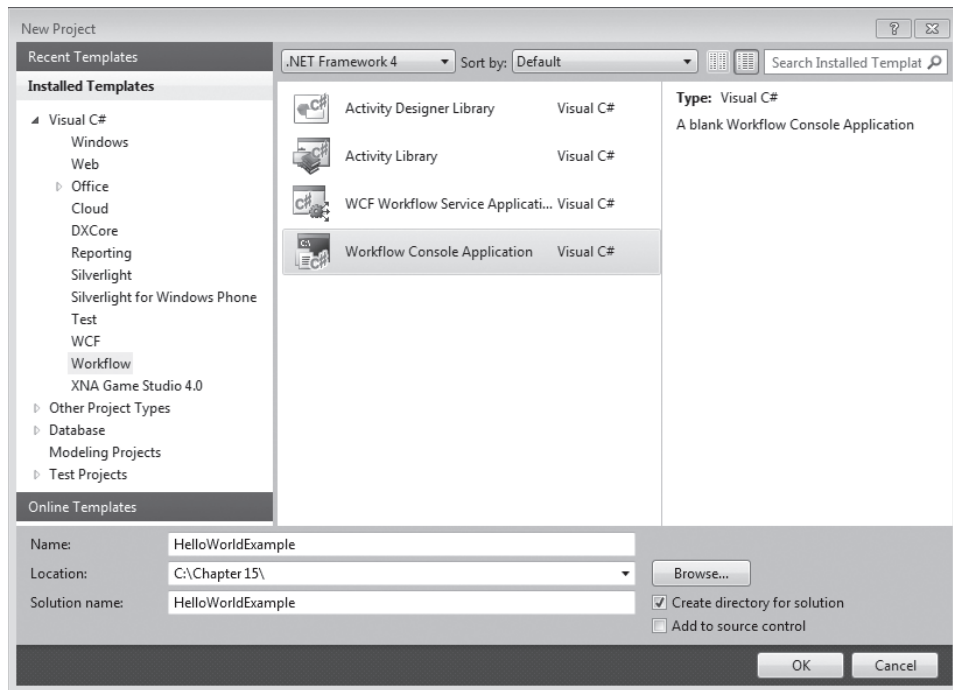 New Project
Recent Templates
Installed Templates
Visual C#
Windows
Web
Office
Cloud
DXCore
Reporting
Silverlight
Silverlight for Windows Phone
Test
WCF
Workflow
XNA Game Studio 4.0
Other Project Types
Database
Modeling Projects
Test Projects
Online Templates
.NET Framework 4 Sort by: Default Search Installed Templat
Activity Designer Library Visual C#
Activity Library Visual C#
WCF Workflow Service Applicati... Visual C#
Workflow Console Application Visual C#
Type: Visual C#
A blank Workflow Console Application
Name: HelloWorldExample
Location: C:\Chapter 15\ Browse...
Solution name: HelloWorldExample
Create directory for solution
Add to source control
OK Cancel